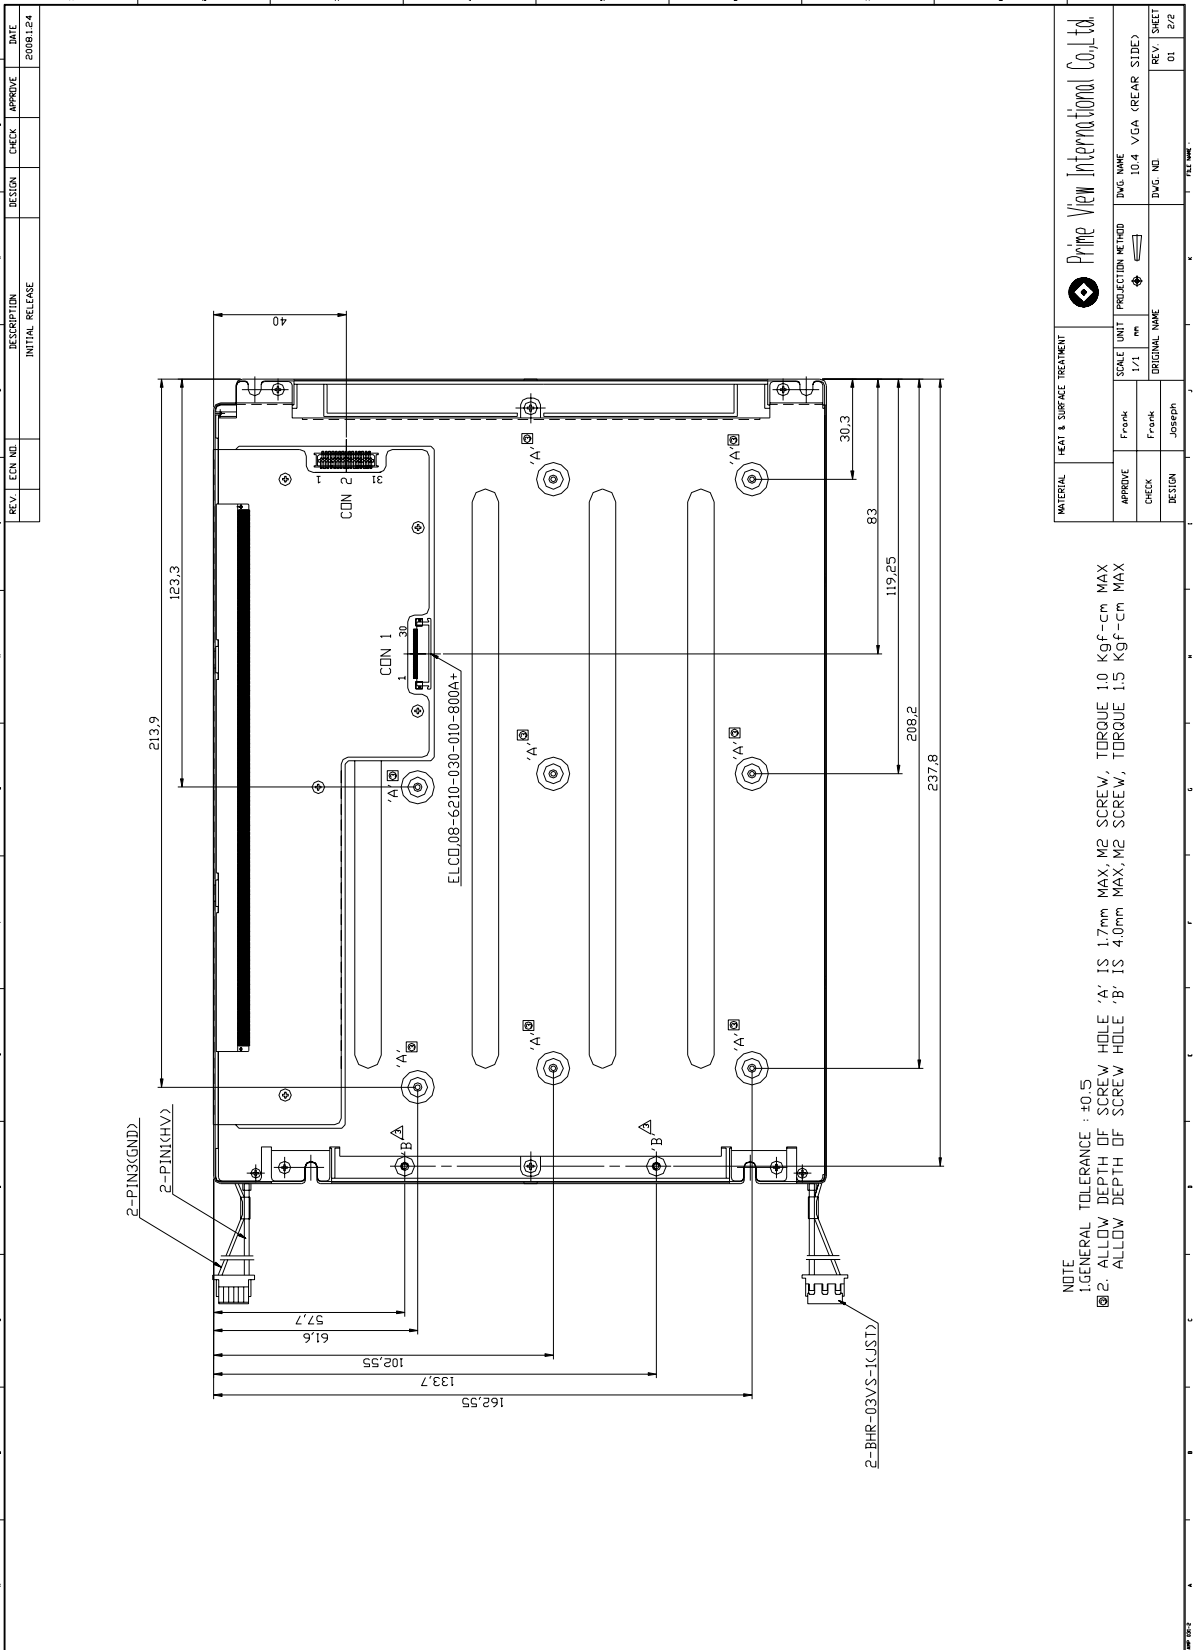 REV. ECN NO. DESCRIPTION DESIGN CHECK APPROVE DATE
INITIAL RELEASE 2008.1.24
2-PIN3(GND)
2-PIN1(HV)
213,9
123,3
40
CON 2
1
31
CON 1
1
30
ELCO,08-6210-030-010-800A+
'A'
'A'
'A'
'A'
'A'
'A'
'A'
'A'
'B'
'B'
30,3
83
119,25
208,2
237,8
57,7
61,6
102,55
133,7
162,55
2-BHR-03VS-1(JST)
NOTE
1.GENERAL TOLERANCE : ±0.5
2. ALLOW DEPTH OF SCREW HOLE 'A' IS 1.7mm MAX, M2 SCREW, TORQUE 1.0 Kgf-cm MAX
ALLOW DEPTH OF SCREW HOLE 'B' IS 4.0mm MAX, M2 SCREW, TORQUE 1.5 Kgf-cm MAX
MATERIAL HEAT & SURFACE TREATMENT
Prime View International Co.,Ltd.
APPROVE Frank
CHECK Frank
DESIGN Joseph
SCALE 1/1
UNIT mm
PROJECTION METHOD
DWG. NAME
10.4 VGA (REAR SIDE)
ORIGINAL NAME
DWG. NO.
REV. 01
SHEET 2/2
FILE NAME :